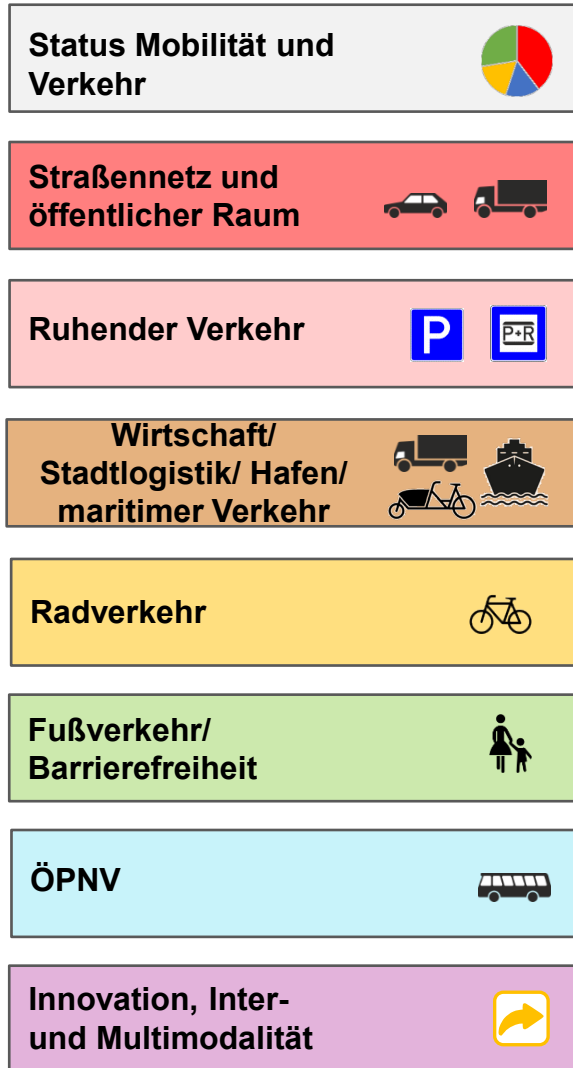 Status Mobilität und
Verkehr
Straßennetz und
öffentlicher Raum
Ruhender Verkehr
P
P+R
Wirtschaft/
Stadtlogistik/ Hafen/
maritimer Verkehr
Radverkehr
Fußverkehr/
Barrierefreiheit
ÖPNV
Innovation, Inter-
und Multimodalität